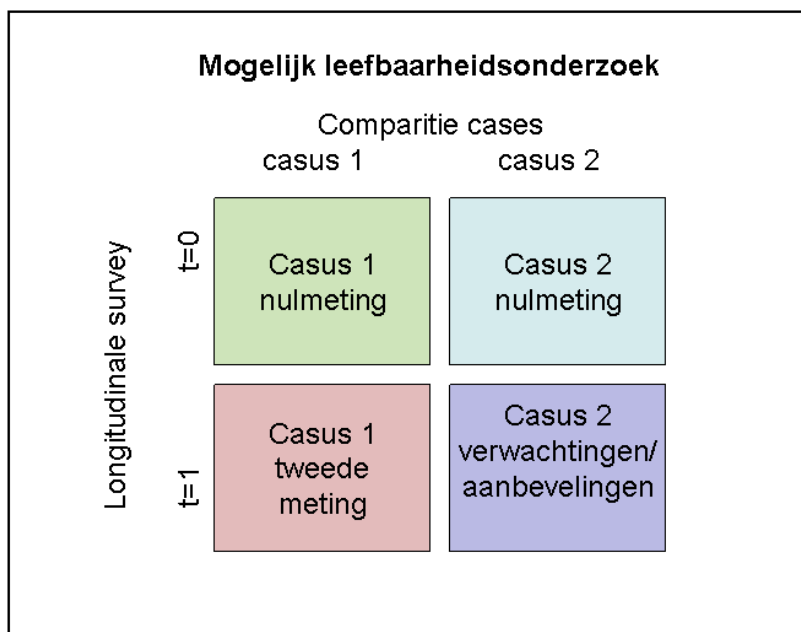 Mogelijk leefbaarheidsonderzoek
Comparitie cases
casus 1 casus 2
Longitudinale survey
t=0
Casus 1
nulmeting
Casus 2
nulmeting
t=1
Casus 1
tweede
meting
Casus 2
verwachtingen/
aanbevelingen